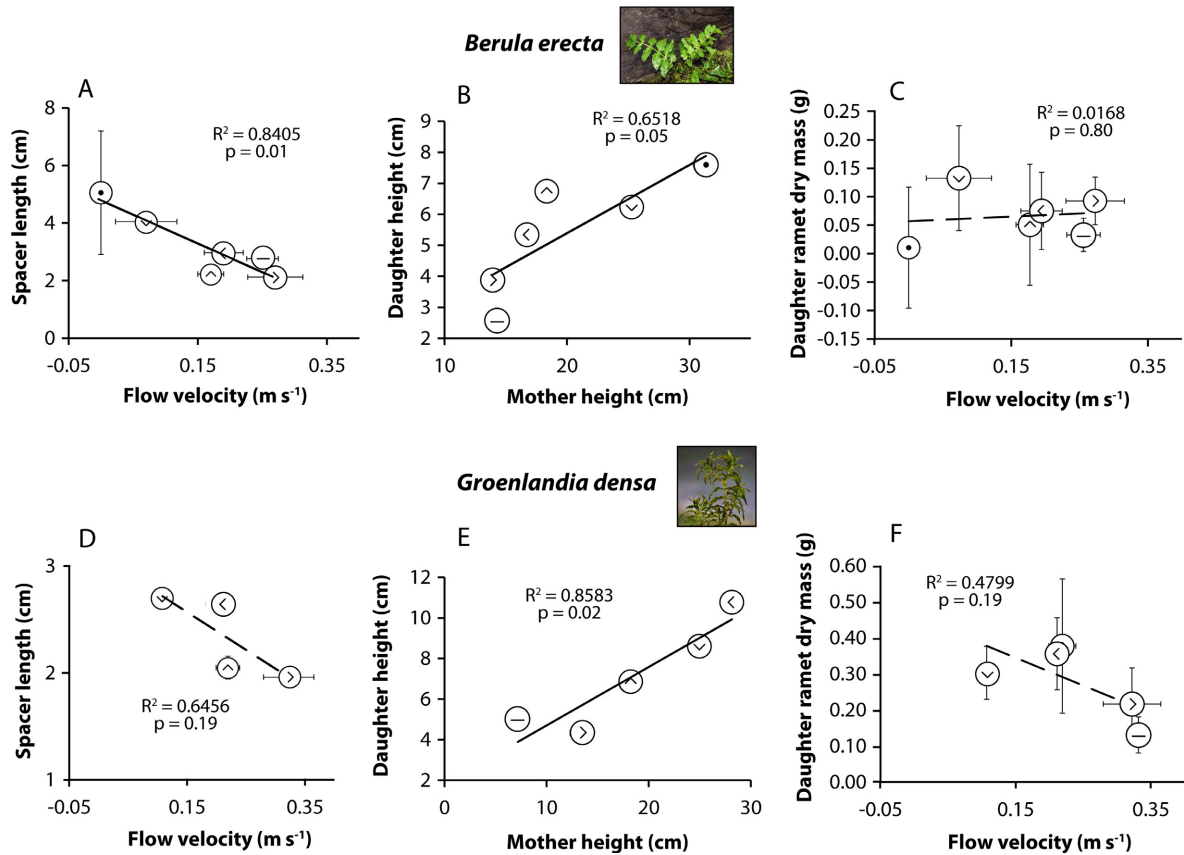 Berula erecta
A
8
6
4
2
0
-0.05
0.15
0.35
Spacer length (cm)
Flow velocity (m s⁻¹)
R² = 0.8405
p = 0.01
B
9
8
7
6
5
4
3
2
10
20
30
Daughter height (cm)
Mother height (cm)
R² = 0.6518
p = 0.05
C
0.25
0.20
0.15
0.10
0.05
0.00
-0.05
-0.10
-0.15
-0.05
0.15
0.35
Daughter ramet dry mass (g)
Flow velocity (m s⁻¹)
R² = 0.0168
p = 0.80
Groenlandia densa
D
3
2
1
-0.05
0.15
0.35
Spacer length (cm)
Flow velocity (m s⁻¹)
R² = 0.6456
p = 0.19
E
12
10
8
6
4
2
0
10
20
30
Daughter height (cm)
Mother height (cm)
R² = 0.8583
p = 0.02
F
0.60
0.50
0.40
0.30
0.20
0.10
0.00
-0.05
0.15
0.35
Daughter ramet dry mass (g)
Flow velocity (m s⁻¹)
R² = 0.4799
p = 0.19